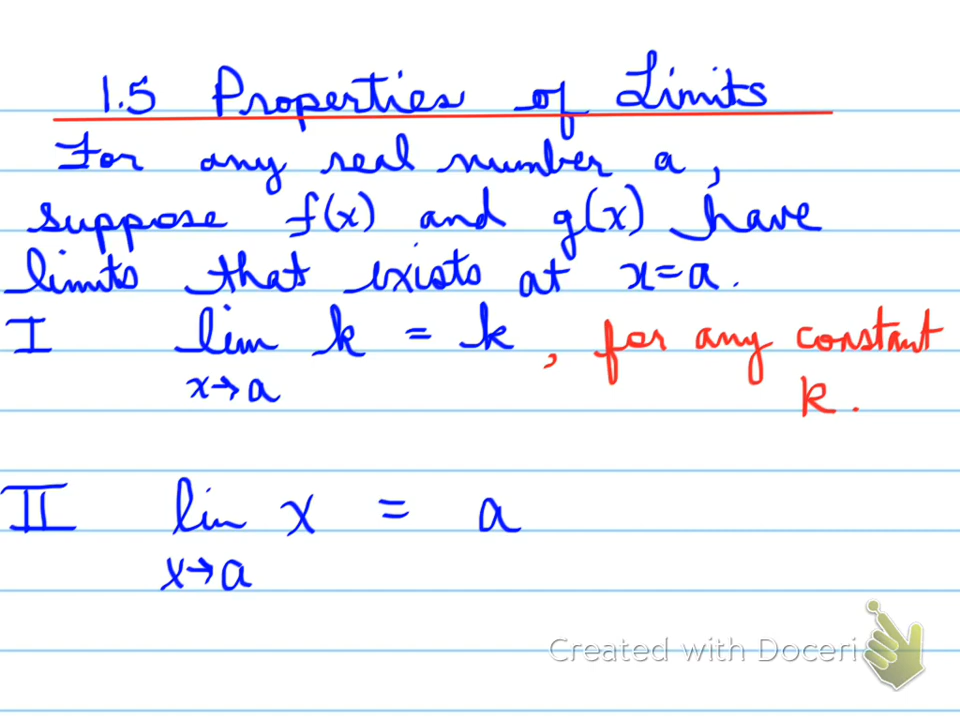 1.5 Properties of Limits
For any real number a,
suppose f(x) and g(x) have
limits that exists at x=a.
I lim k = k, for any constant
x→a k.
II lim x = a
x→a
Created with Doceri